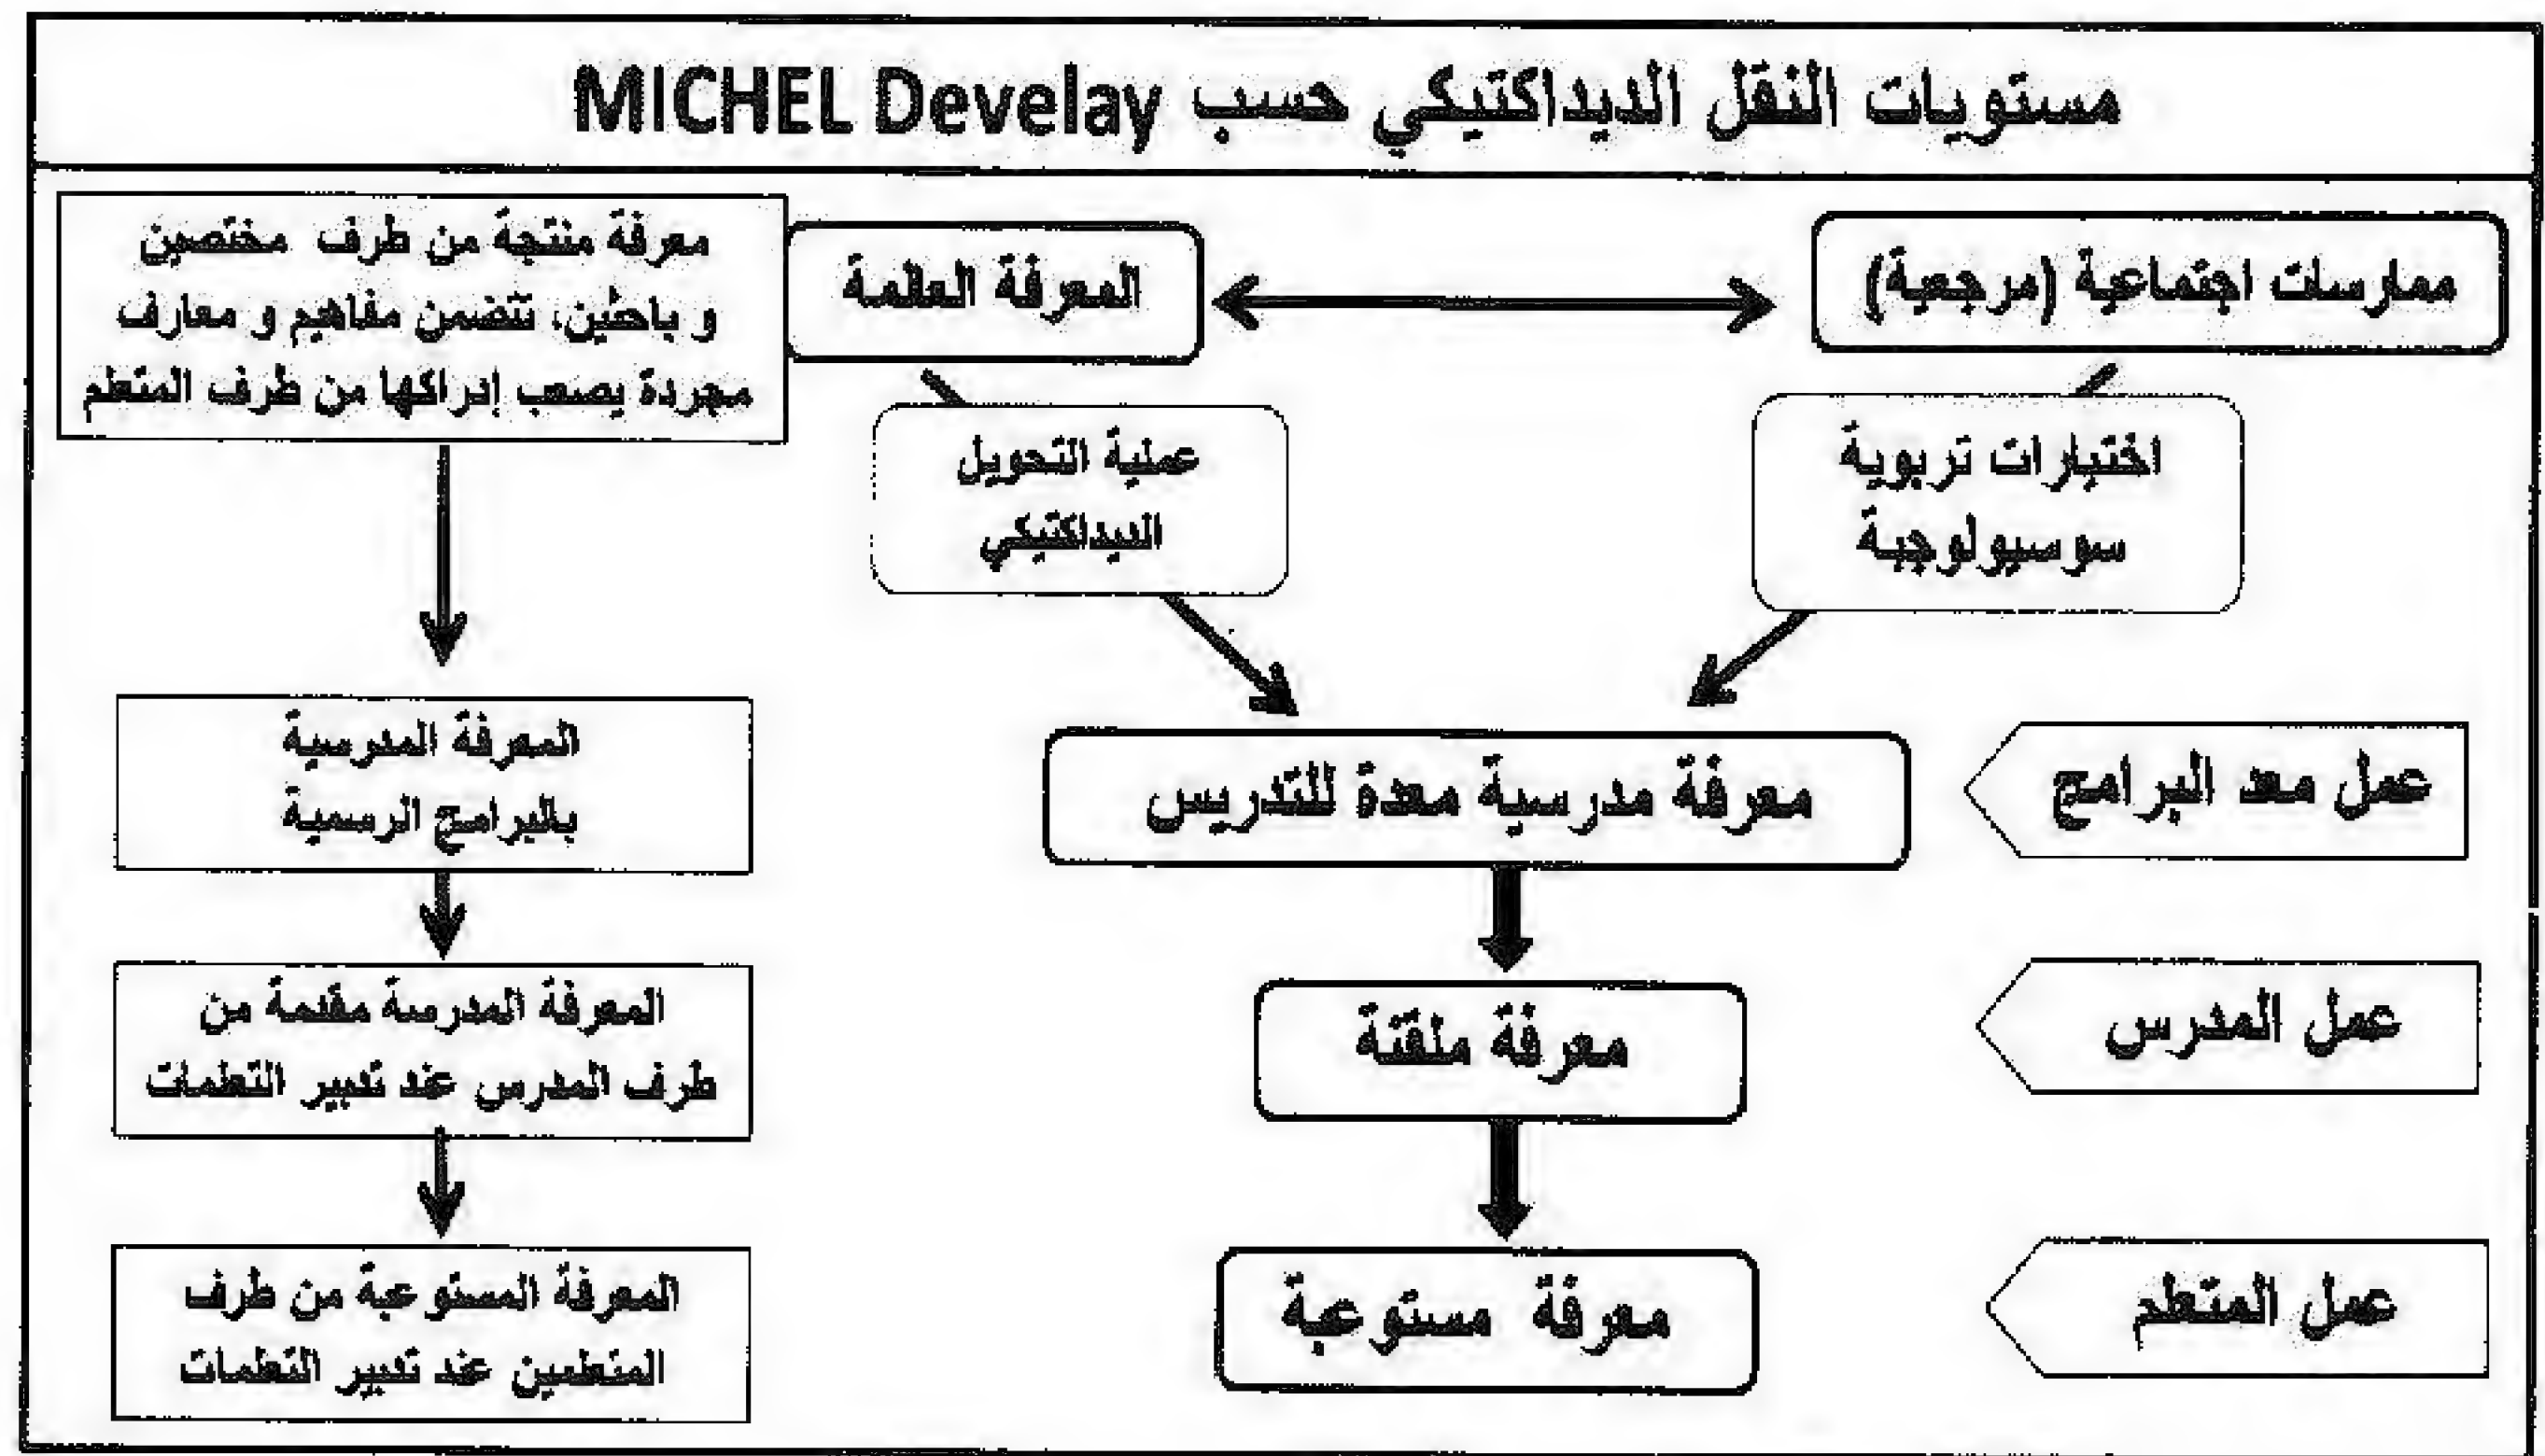 مستويات النقل الديداكتيكي حسب MICHEL Develay
ممارسات اجتماعية (مرجعية)
المعرفة العالمة
معرفة منتجة من طرف مختصين
و باحثين، تتضمن مفاهيم و معارف
مجردة يصعب إدراكها من طرف المتعلم
اختبارات تربوية
سوسيولوجية
عملية التحويل
الديداكتيكي
عمل معد البرامج
معرفة مدرسية معدة للتدريس
المعرفة المدرسية
بالبرامج الرسمية
عمل المدرس
معرفة ملقنة
المعرفة المدرسة مقدمة من
طرف المدرس عند تدبير التعلمات
عمل المتعلم
معرفة مستوعبة
المعرفة المستوعبة من طرف
المتعلمين عند تدبير التعلمات